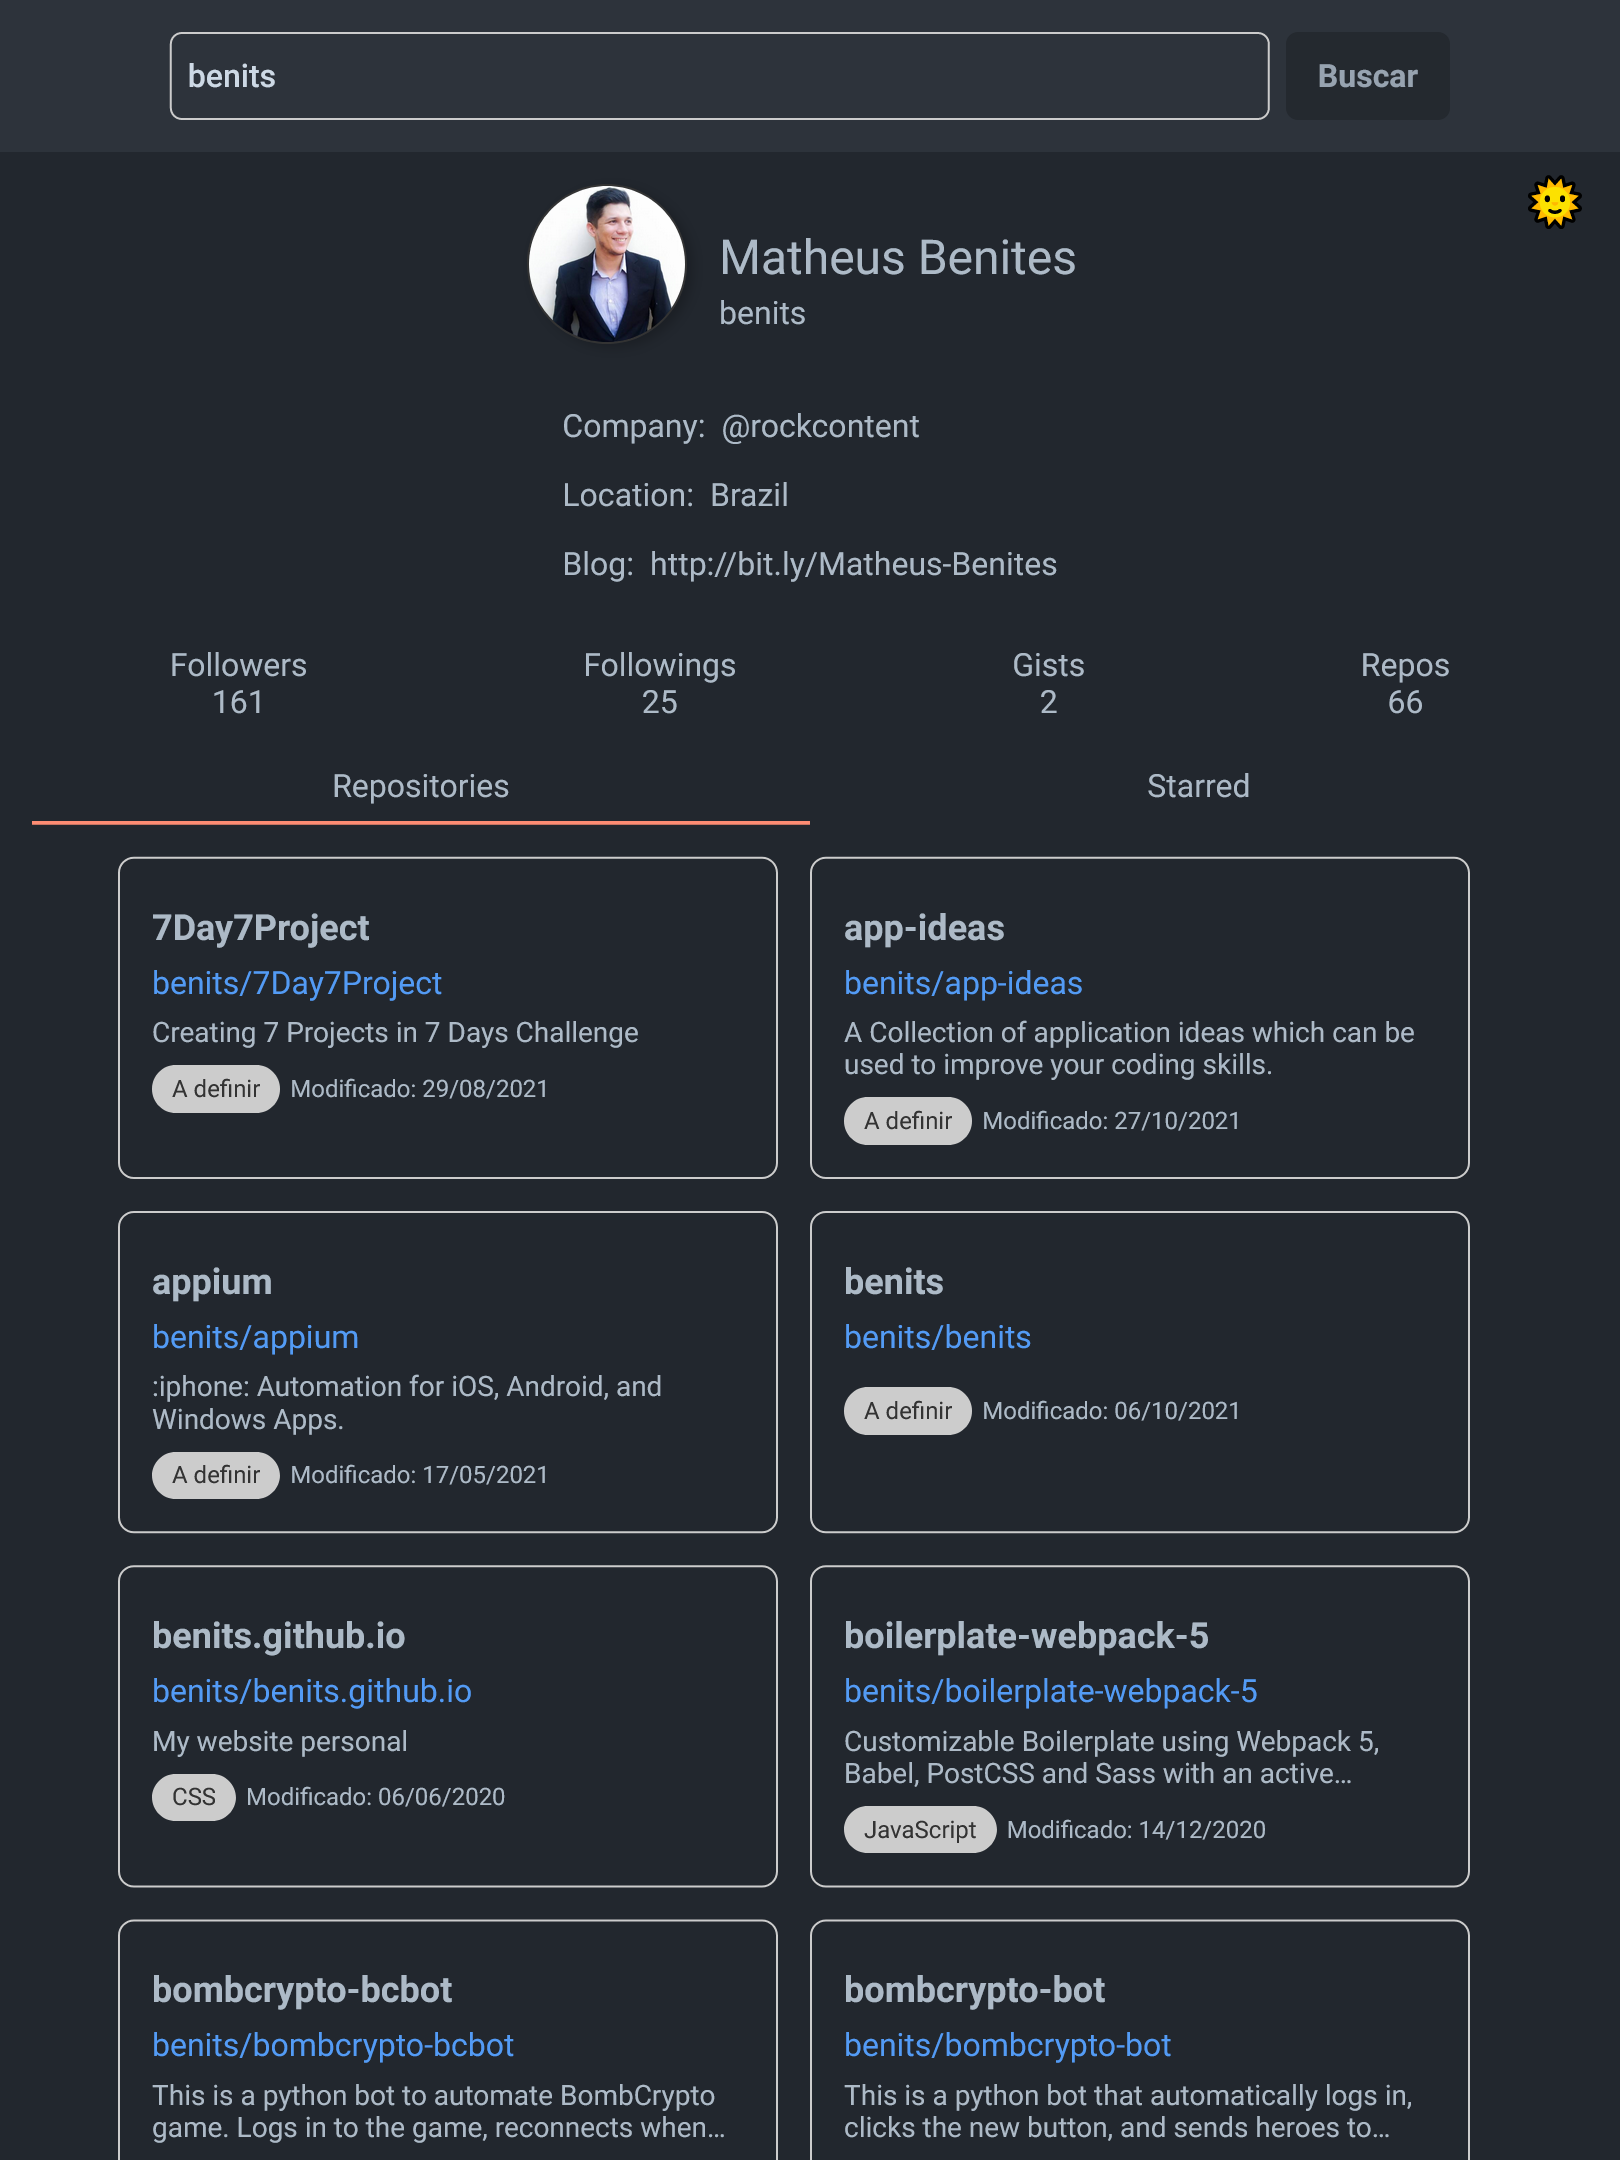 benits
Buscar
Matheus Benites
benits
Company: @rockcontent
Location: Brazil
Blog: http://bit.ly/Matheus-Benites
Followers
161
Followings
25
Gists
2
Repos
66
Repositories
Starred
7Day7Project
benits/7Day7Project
Creating 7 Projects in 7 Days Challenge
A definir Modificado: 29/08/2021
app-ideas
benits/app-ideas
A Collection of application ideas which can be
used to improve your coding skills.
A definir Modificado: 27/10/2021
appium
benits/appium
:iphone: Automation for iOS, Android, and
Windows Apps.
A definir Modificado: 17/05/2021
benits
benits/benits
A definir Modificado: 06/10/2021
benits.github.io
benits/benits.github.io
My website personal
CSS Modificado: 06/06/2020
boilerplate-webpack-5
benits/boilerplate-webpack-5
Customizable Boilerplate using Webpack 5,
Babel, PostCSS and Sass with an active...
JavaScript Modificado: 14/12/2020
bombcrypto-bcbot
benits/bombcrypto-bcbot
This is a python bot to automate BombCrypto
game. Logs in to the game, reconnects when...
bombcrypto-bot
benits/bombcrypto-bot
This is a python bot that automatically logs in,
clicks the new button, and sends heroes to...